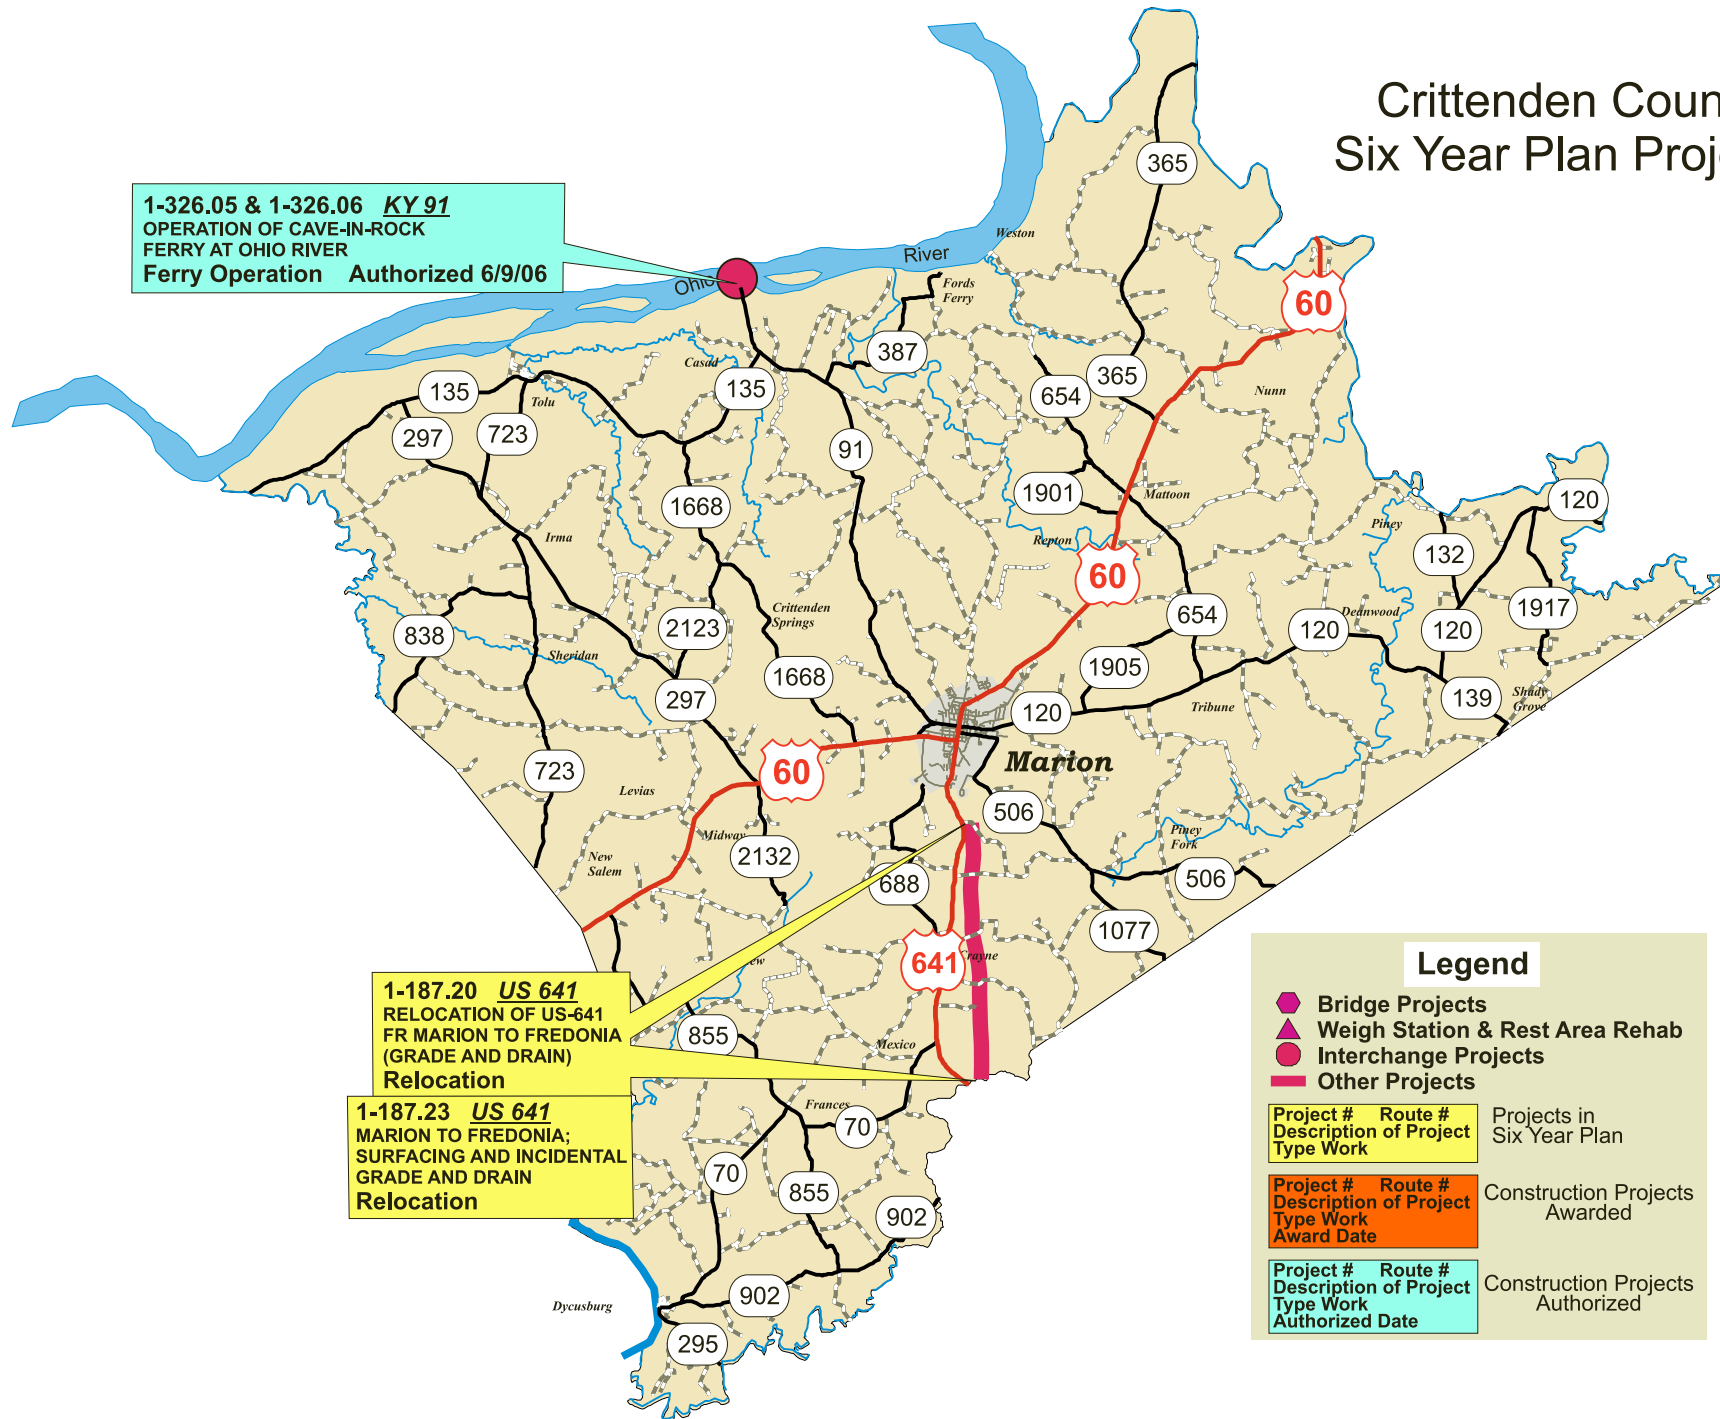 Crittenden Coun
Six Year Plan Proj
1-326.05 & 1-326.06 KY 91
OPERATION OF CAVE-IN-ROCK
FERRY AT OHIO RIVER
Ferry Operation Authorized 6/9/06
Ohio
River
Weston
Fords
Ferry
365
60
387
Casad
135
365
654
Nunn
135
Tolu
297
723
91
1668
1901
Mattoon
120
Irma
Repton
Piney
132
60
Crittenden
Springs
1917
Deanwood
838
2123
654
120
120
Sheridan
1905
1668
297
120
Tribune
139
Shady
Grove
723
60
Marion
Levias
506
Midway
Piney
Fork
New
Salem
2132
688
506
1077
641
rayne
ew
1-187.20 US 641
RELOCATION OF US-641
FR MARION TO FREDONIA
(GRADE AND DRAIN)
Relocation
855
Mexico
1-187.23 US 641
MARION TO FREDONIA;
SURFACING AND INCIDENTAL
GRADE AND DRAIN
Relocation
Frances
70
70
855
902
902
Dycusburg
295
Legend
Bridge Projects
Weigh Station & Rest Area Rehab
Interchange Projects
Other Projects
Project # Route #
Description of Project
Type Work
Projects in
Six Year Plan
Project # Route #
Description of Project
Type Work
Award Date
Construction Projects
Awarded
Project # Route #
Description of Project
Type Work
Authorized Date
Construction Projects
Authorized